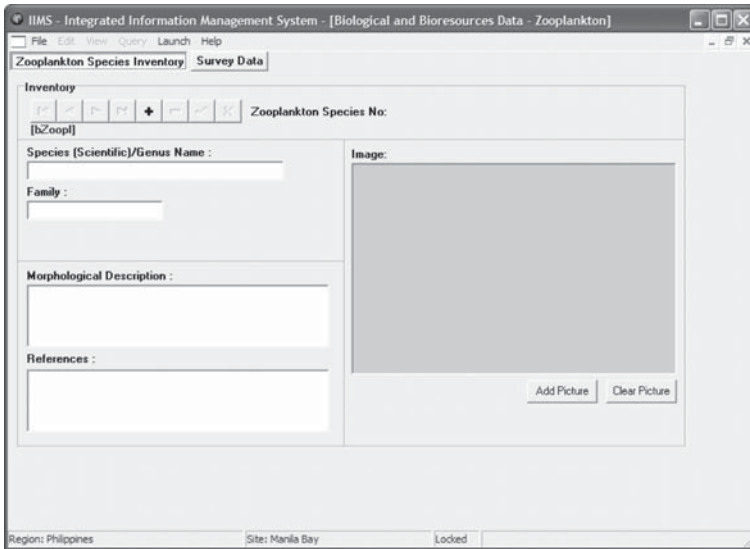 IIMS - Integrated Information Management System - [Biological and Bioresources Data - Zooplankton]
File Edit View Query Launch Help
Zooplankton Species Inventory Survey Data
Inventory
Zooplankton Species No:
[bZoopl]
Species (Scientific)/Genus Name :
Family :
Morphological Description :
References :
Image:
Add Picture Clear Picture
Region: Philippines Site: Manila Bay Locked